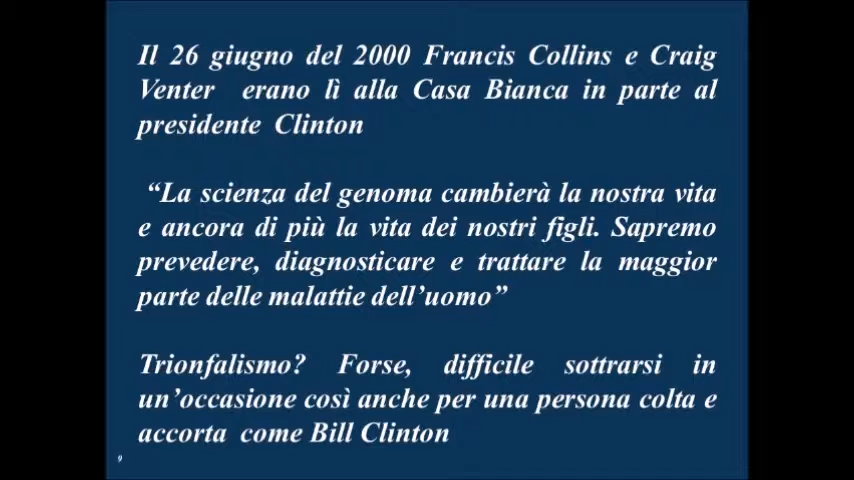 Il 26 giugno del 2000 Francis Collins e Craig
Venter erano lì alla Casa Bianca in parte al
presidente Clinton
“La scienza del genoma cambierà la nostra vita
e ancora di più la vita dei nostri figli. Sapremo
prevedere, diagnosticare e trattare la maggior
parte delle malattie dell’uomo”
Trionfalismo? Forse, difficile sottrarsi in
un’occasione così anche per una persona colta e
accorta come Bill Clinton
9